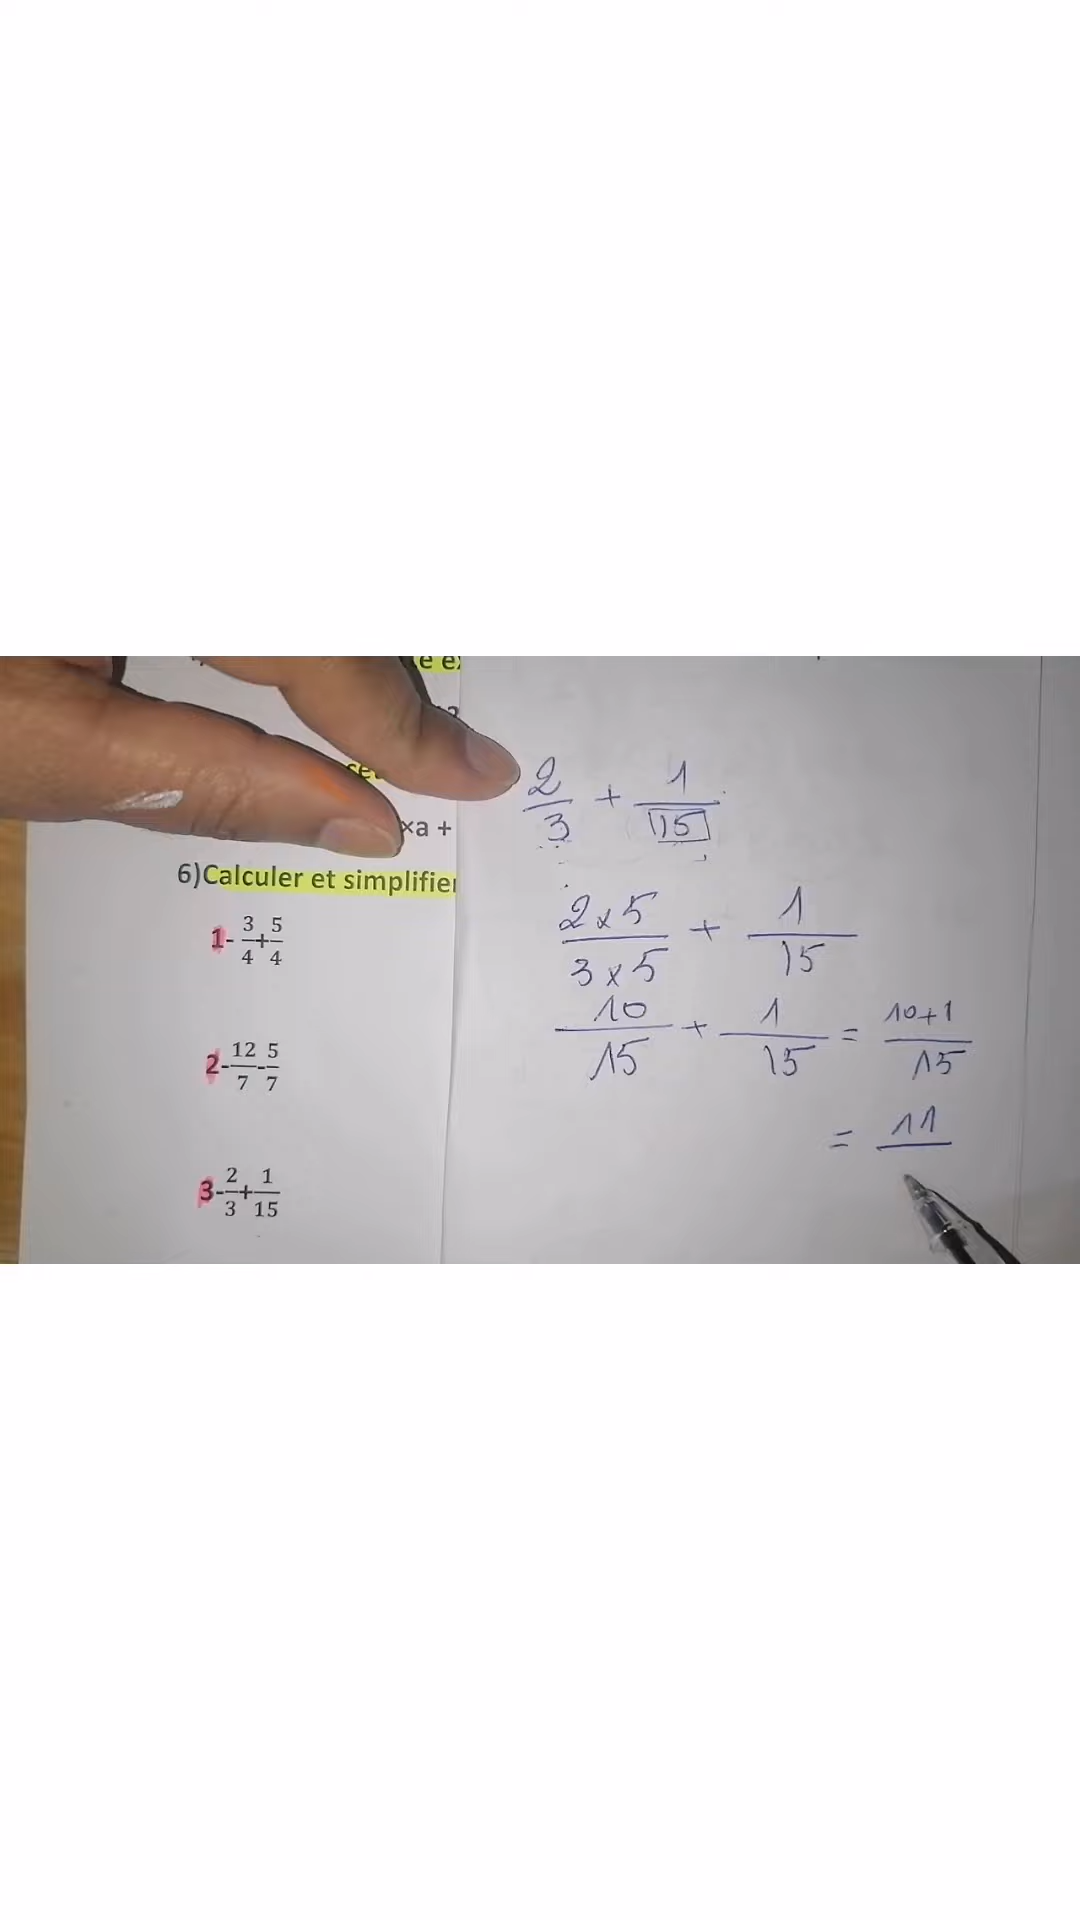 xa +
6)Calculer et simplifier
1- 3/4+5/4
2-12/7-5/7
3-2/3+1/15
2/3 + 1/15
2x5/3x5 + 1/15
10/15 + 1/15 = 10+1/15
= 11